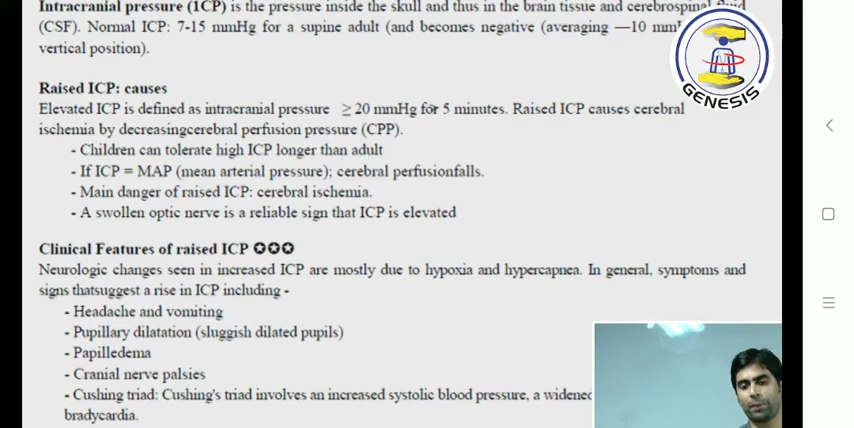 Intracranial pressure (1CP) is the pressure inside the skull and thus in the brain tissue and cerebrospinal fluid
(CSF). Normal ICP: 7-15 mmHg for a supine adult (and becomes negative (averaging —10
vertical position).
Raised ICP: causes
Elevated ICP is defined as intracranial pressure ≥ 20 mmHg for 5 minutes. Raised ICP causes cerebral
ischemia by decreasingcerebral perfusion pressure (CPP).
- Children can tolerate high ICP longer than adult
- If ICP = MAP (mean arterial pressure); cerebral perfusionfalls.
- Main danger of raised ICP: cerebral ischemia.
- A swollen optic nerve is a reliable sign that ICP is elevated
Clinical Features of raised ICP ✪✪✪
Neurologic changes seen in increased ICP are mostly due to hypoxia and hypercapnea. In general, symptoms and
signs thatsuggest a rise in ICP including -
- Headache and vomiting
- Pupillary dilatation (sluggish dilated pupils)
- Papilledema
- Cranial nerve palsies
- Cushing triad: Cushing's triad involves an increased systolic blood pressure, a widened
bradycardia.
GENESIS